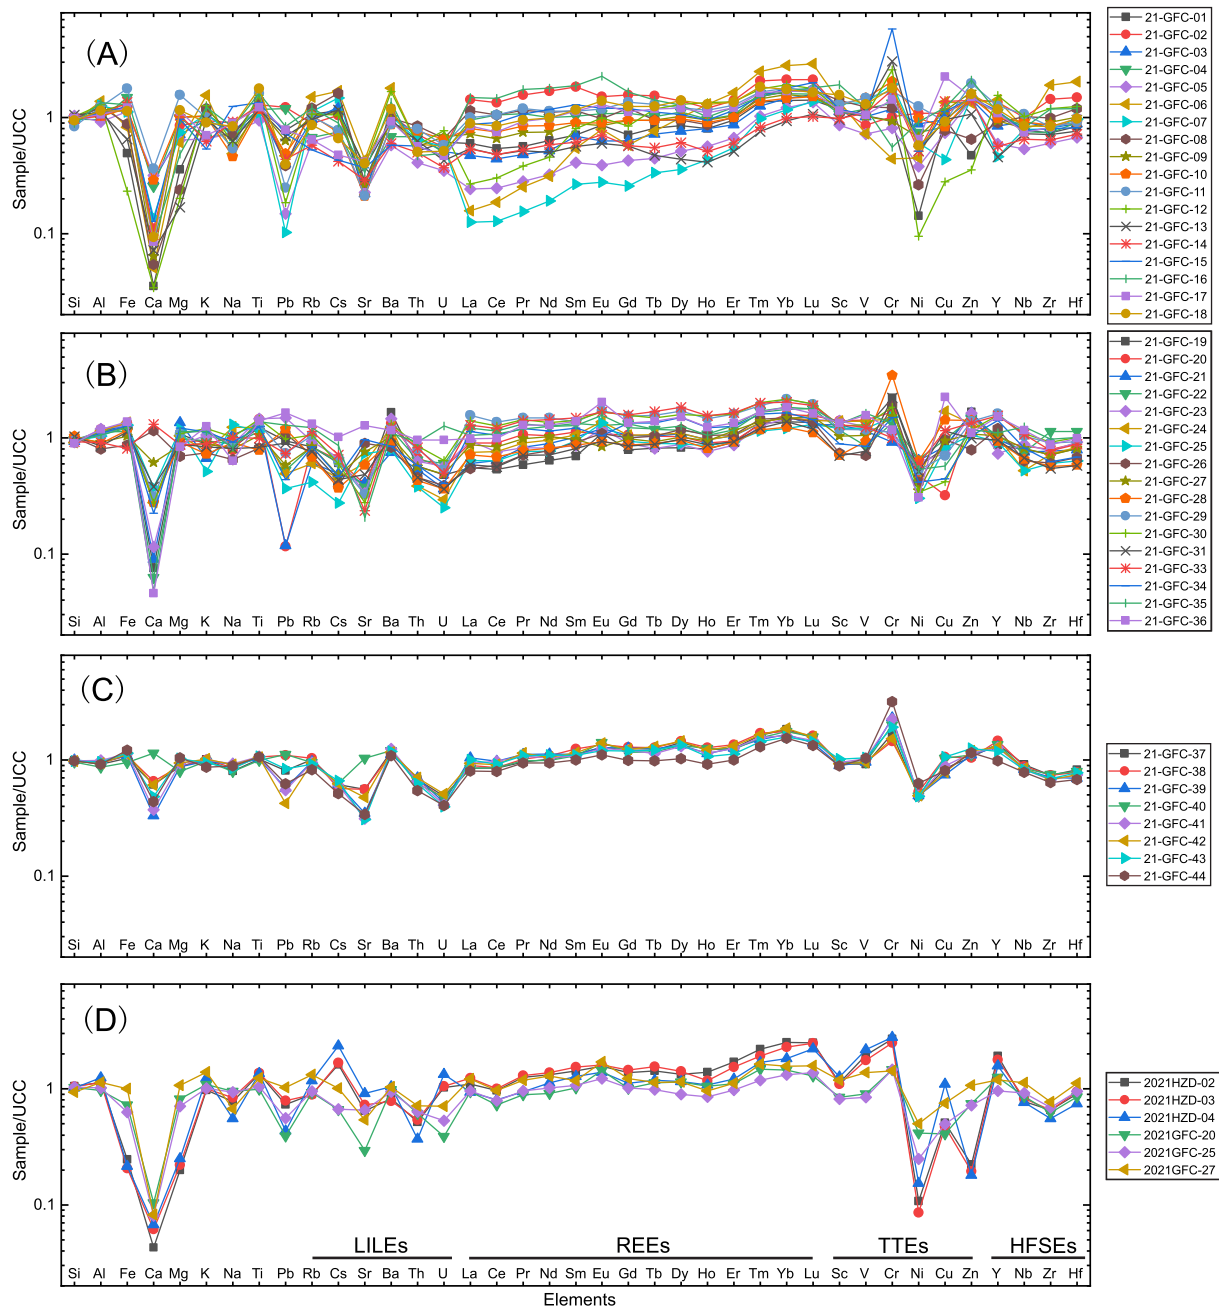 (A)
Sample/UCC
1
0.1
Si Al Fe Ca Mg K Na Ti Pb Rb Cs Sr Ba Th U La Ce Pr Nd Sm Eu Gd Tb Dy Ho Er Tm Yb Lu Sc V Cr Ni Cu Zn Y Nb Zr Hf
21-GFC-01
21-GFC-02
21-GFC-03
21-GFC-04
21-GFC-05
21-GFC-06
21-GFC-07
21-GFC-08
21-GFC-09
21-GFC-10
21-GFC-11
21-GFC-12
21-GFC-13
21-GFC-14
21-GFC-15
21-GFC-16
21-GFC-17
21-GFC-18
(B)
Sample/UCC
1
0.1
Si Al Fe Ca Mg K Na Ti Pb Rb Cs Sr Ba Th U La Ce Pr Nd Sm Eu Gd Tb Dy Ho Er Tm Yb Lu Sc V Cr Ni Cu Zn Y Nb Zr Hf
21-GFC-19
21-GFC-20
21-GFC-21
21-GFC-22
21-GFC-23
21-GFC-24
21-GFC-25
21-GFC-26
21-GFC-27
21-GFC-28
21-GFC-29
21-GFC-30
21-GFC-31
21-GFC-33
21-GFC-34
21-GFC-35
21-GFC-36
(C)
Sample/UCC
1
0.1
Si Al Fe Ca Mg K Na Ti Pb Rb Cs Sr Ba Th U La Ce Pr Nd Sm Eu Gd Tb Dy Ho Er Tm Yb Lu Sc V Cr Ni Cu Zn Y Nb Zr Hf
21-GFC-37
21-GFC-38
21-GFC-39
21-GFC-40
21-GFC-41
21-GFC-42
21-GFC-43
21-GFC-44
(D)
Sample/UCC
1
0.1
LILEs REEs TTEs HFSEs
Si Al Fe Ca Mg K Na Ti Pb Rb Cs Sr Ba Th U La Ce Pr Nd Sm Eu Gd Tb Dy Ho Er Tm Yb Lu Sc V Cr Ni Cu Zn Y Nb Zr Hf
Elements
2021HZD-02
2021HZD-03
2021HZD-04
2021GFC-20
2021GFC-25
2021GFC-27